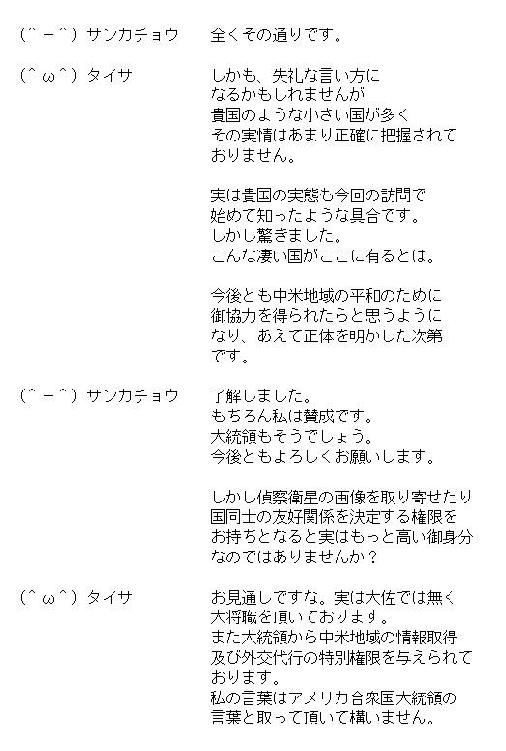 (＾－＾) サンカチョウ　全くその通りです。
(＾ω＾) タイサ　しかも、失礼な言い方に
なるかもしれませんが
貴国のような小さい国が多く
その実情はあまり正確に把握されて
おりません。
実は貴国の実態も今回の訪問で
始めて知ったような具合です。
しかし驚きました。
こんな凄い国がここに有るとは。
今後とも中米地域の平和のために
御協力を得られたらと思うように
なり、あえて正体を明かした次第
です。
(＾－＾) サンカチョウ　了解しました。
もちろん私は賛成です。
大統領もそうでしょう。
今後ともよろしくお願いします。
しかし偵察衛星の画像を取り寄せたり
国同士の友好関係を決定する権限を
お持ちとなると実はもっと高い御身分
なのではありませんか？
(＾ω＾) タイサ　お見通しですな。実は大佐では無く
大将職を頂いております。
また大統領から中米地域の情報取得
及び外交代行の特別権限を与えられて
おります。
私の言葉はアメリカ合衆国大統領の
言葉と取って頂いて構いません。